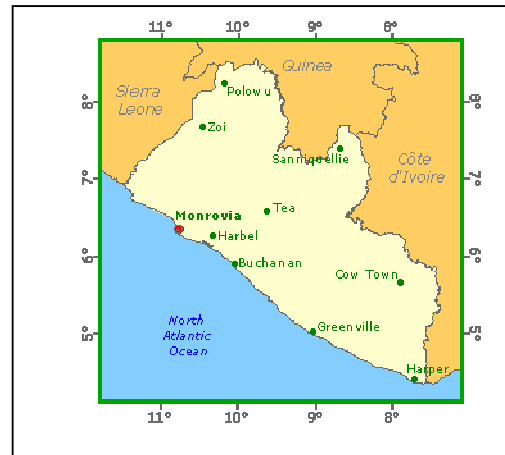 11°
10°
9°
8°
Guinea
Sierra
Leone
Polowu
8°
8°
Zoi
Sanniquellie
Côte
d'Ivoire
7°
7°
Tea
Monrovia
Harbel
6°
6°
Buchanan
Cow Town
North
Atlantic
Ocean
Greenville
5°
5°
Harper
11°
10°
9°
8°